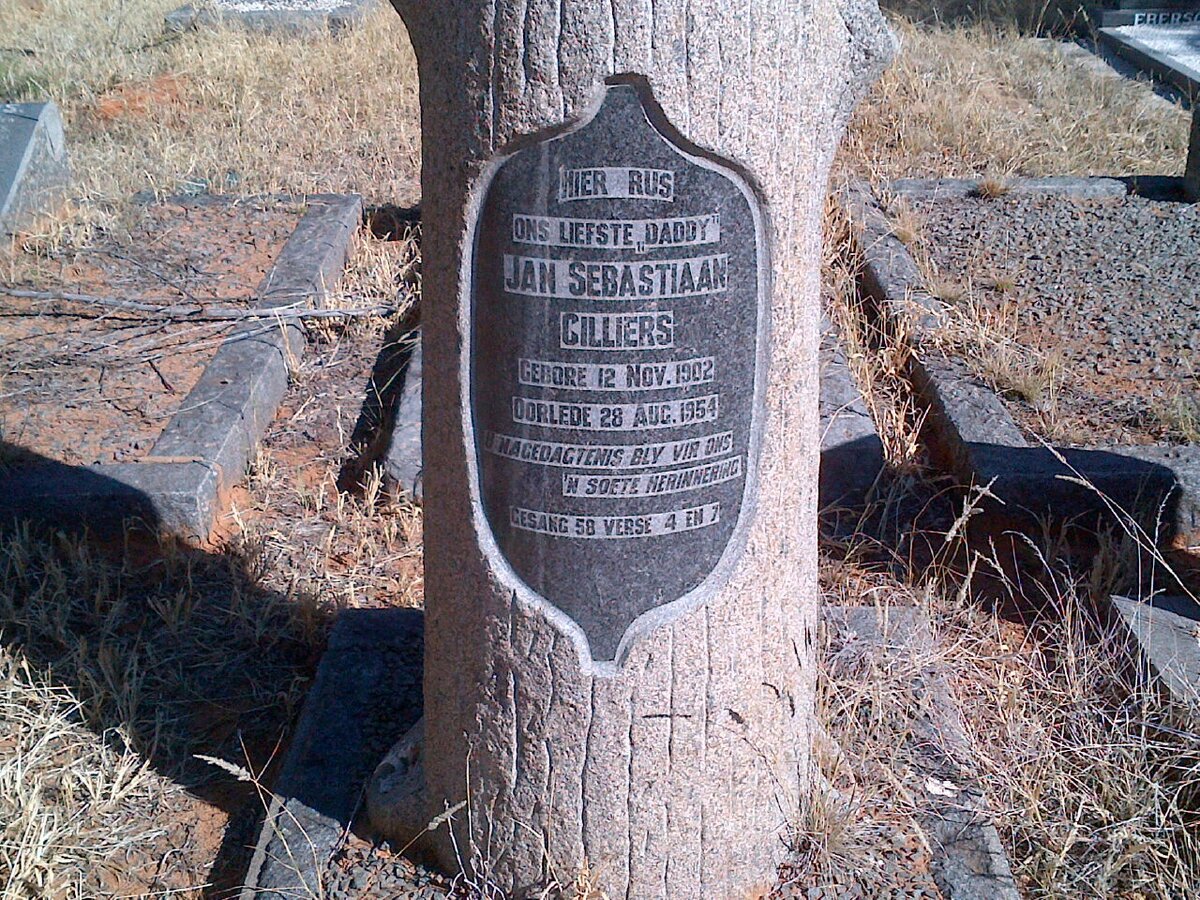 EBERS
HIER RUS
ONS LIEFSTE „DADDY"
JAN SEBASTIAAN
CILLIERS
GEBORE 12 NOV. 1902
OORLEDE 28 AUG. 1954
NAGEDAGTENIS BLY VIR ONS
'N SOETE HERINNERING
GESANG 58 VERSE 4 EN 7